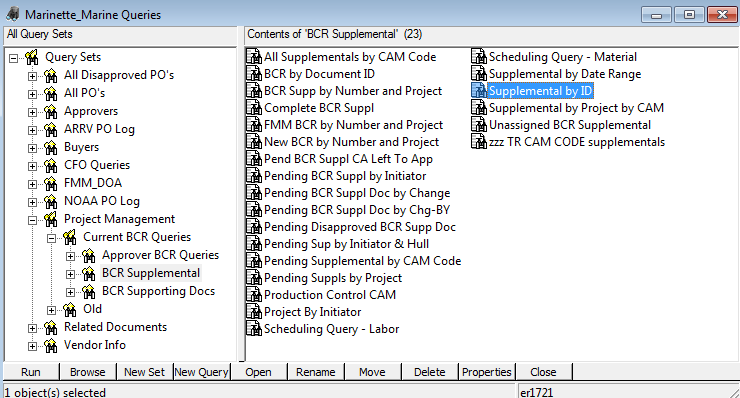 Marinette_Marine Queries
All Query Sets
Contents of 'BCR Supplemental' (23)
Query Sets
All Disapproved PO's
All PO's
Approvers
ARRV PO Log
Buyers
CFO Queries
FMM_DOA
NOAA PO Log
Project Management
Current BCR Queries
Approver BCR Queries
BCR Supplemental
BCR Supporting Docs
Old
Related Documents
Vendor Info
All Supplementals by CAM Code
BCR by Document ID
BCR Supp by Number and Project
Complete BCR Suppl
FMM BCR by Number and Project
New BCR by Number and Project
Pend BCR Suppl CA Left To App
Pending BCR Suppl by Initiator
Pending BCR Suppl Doc by Change
Pending BCR Suppl Doc by Chg-BY
Pending Disapproved BCR Supp Doc
Pending Sup by Initiator & Hull
Pending Supplemental by CAM Code
Pending Suppls by Project
Production Control CAM
Project By Initiator
Scheduling Query - Labor
Scheduling Query - Material
Supplemental by Date Range
Supplemental by ID
Supplemental by Project by CAM
Unassigned BCR Supplemental
zzz TR CAM CODE supplementals
Run Browse New Set New Query Open Rename Move Delete Properties Close
1 object(s) selected
er1721